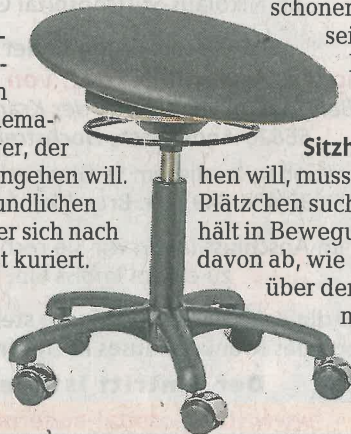 -
-
n
ema-
er, der
ngehen will.
undlichen
er sich nach
t kuriert.
schoner
sei
Sitzh
hen will, muss
Plätzchen such
hält in Bewegu
davon ab, wie
über der
n